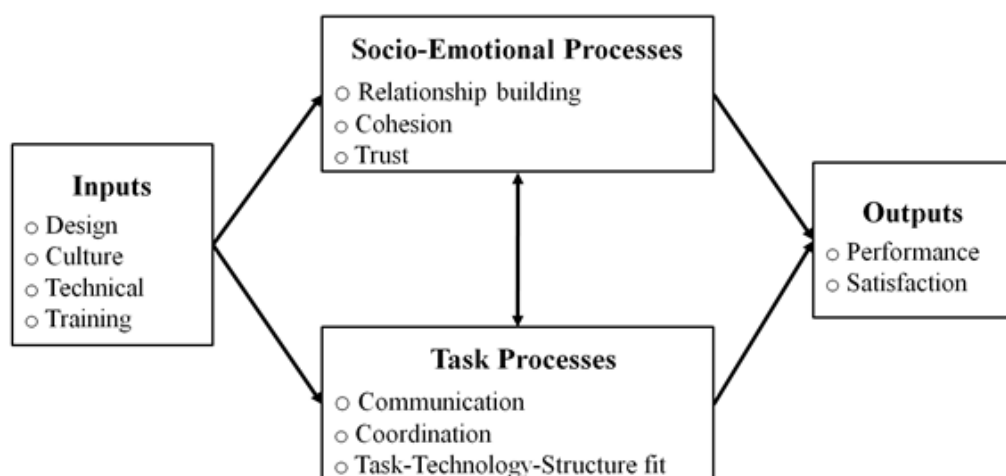 Socio-Emotional Processes
○ Relationship building
○ Cohesion
○ Trust
Inputs
○ Design
○ Culture
○ Technical
○ Training
Outputs
○ Performance
○ Satisfaction
Task Processes
○ Communication
○ Coordination
○ Task-Technology-Structure fit